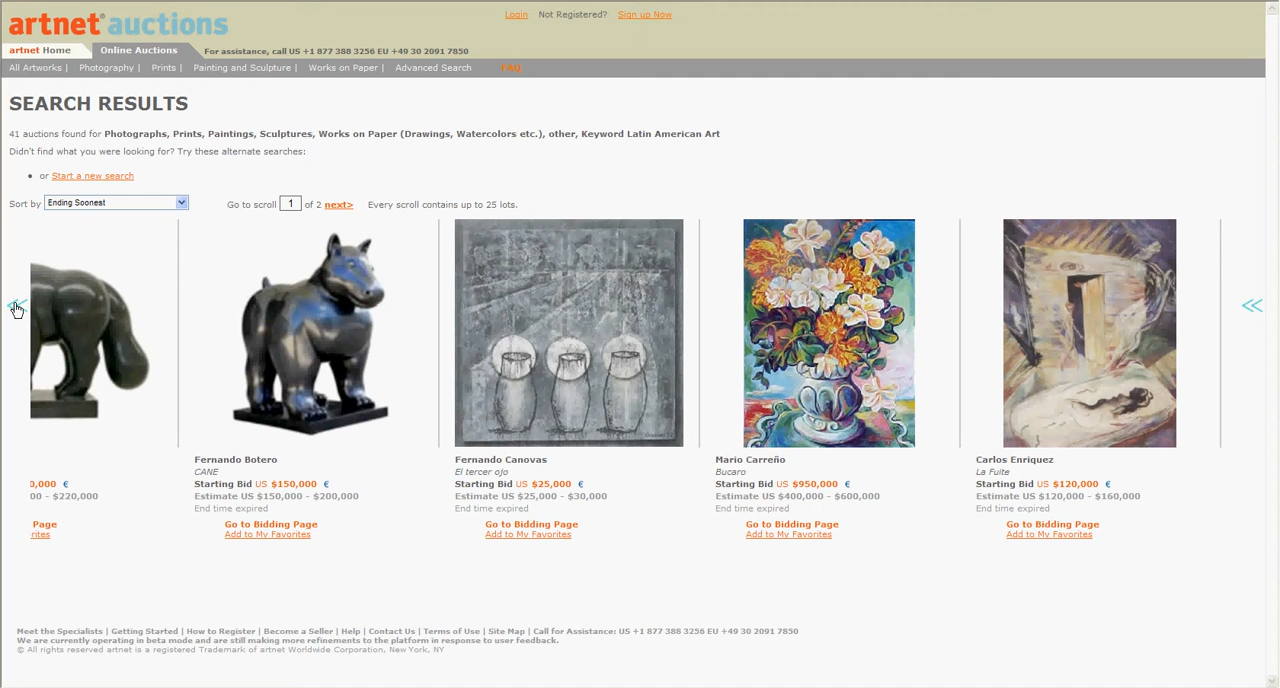 artnet auctions
Login Not Registered? Sign up Now
artnet Home Online Auctions For assistance, call US +1 877 388 3256 EU +49 30 2091 7850
All Artworks | Photography | Prints | Painting and Sculpture | Works on Paper | Advanced Search FAQ
SEARCH RESULTS
41 auctions found for Photographs, Prints, Paintings, Sculptures, Works on Paper (Drawings, Watercolors etc.), other, Keyword Latin American Art
Didn't find what you were looking for? Try these alternate searches:
• or Start a new search
Sort by Ending Soonest Go to scroll 1 of 2 next> Every scroll contains up to 25 lots.
0,000 €
00 - $220,000
Page
rites
Fernando Botero
CANE
Starting Bid US $150,000 €
Estimate US $150,000 - $200,000
End time expired
Go to Bidding Page
Add to My Favorites
Fernando Canovas
El tercer ojo
Starting Bid US $25,000 €
Estimate US $25,000 - $30,000
End time expired
Go to Bidding Page
Add to My Favorites
Mario Carreño
Bucaro
Starting Bid US $950,000 €
Estimate US $400,000 - $600,000
End time expired
Go to Bidding Page
Add to My Favorites
Carlos Enriquez
La Fuite
Starting Bid US $120,000 €
Estimate US $120,000 - $160,000
End time expired
Go to Bidding Page
Add to My Favorites
Meet the Specialists | Getting Started | How to Register | Become a Seller | Help | Contact Us | Terms of Use | Site Map | Call for Assistance: US +1 877 388 3256 EU +49 30 2091 7850
We are currently operating in beta mode and are still making more refinements to the platform in response to user feedback.
© All rights reserved artnet is a registered Trademark of artnet Worldwide Corporation, New York, NY